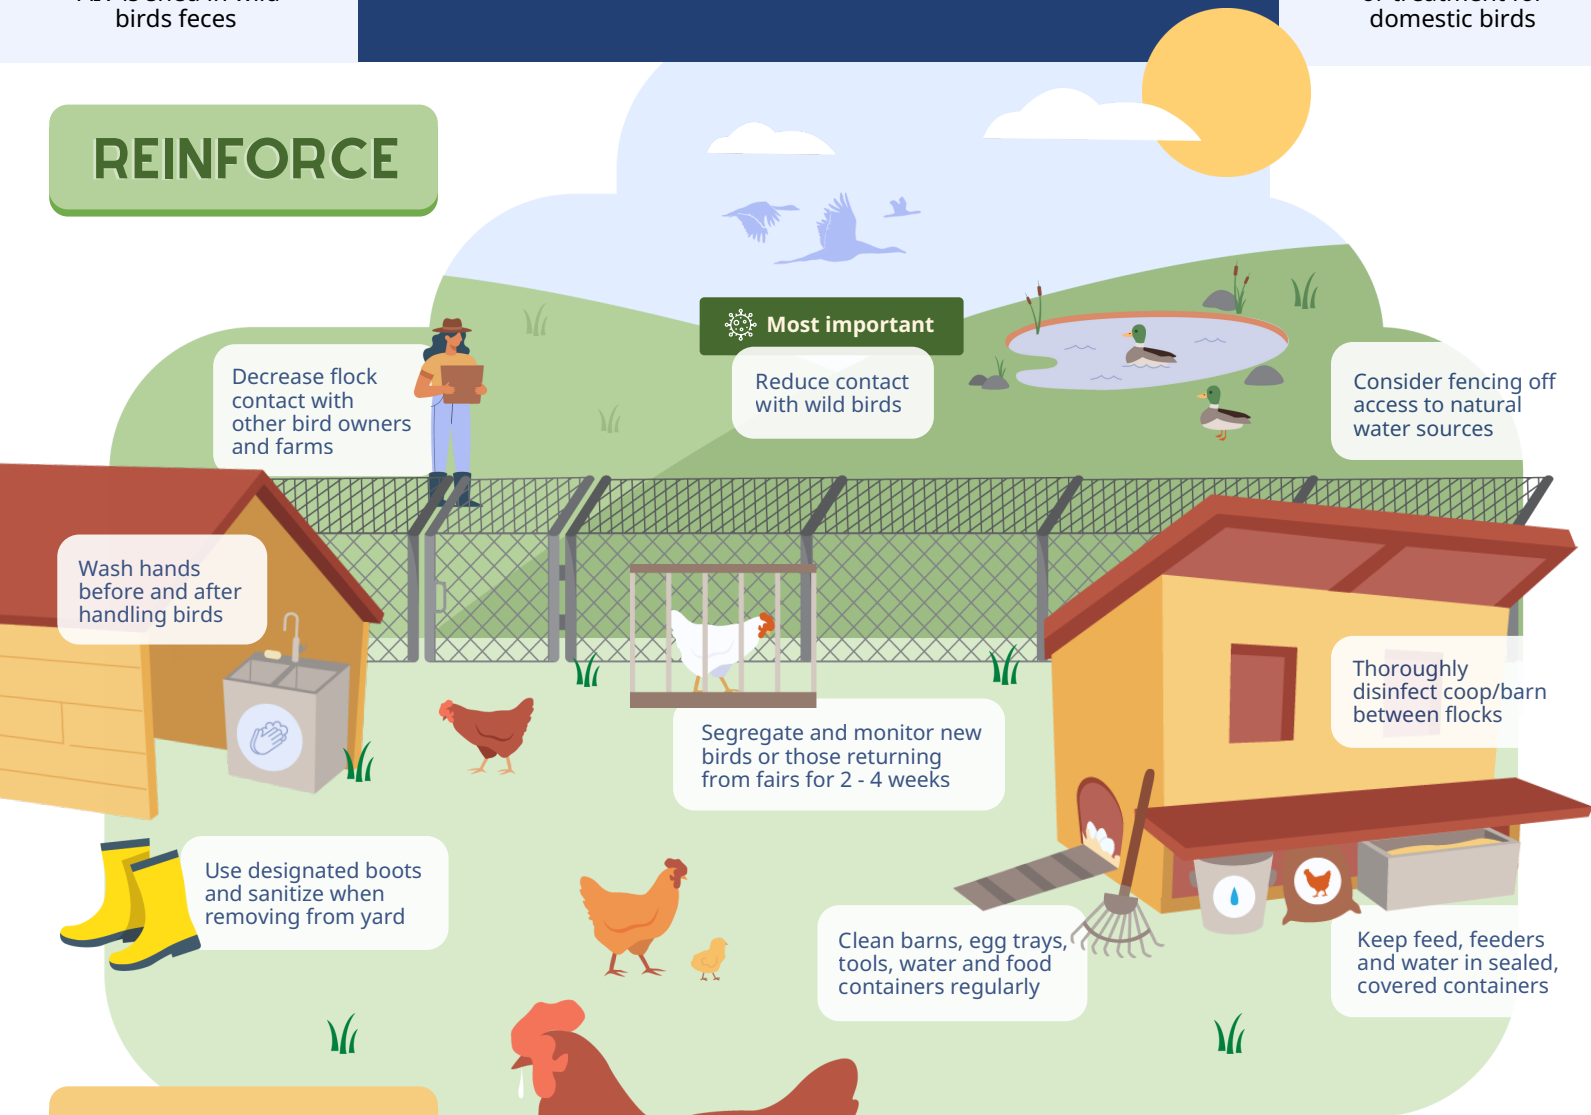 birds feces
domestic birds
REINFORCE
Most important
Reduce contact
with wild birds
Decrease flock
contact with
other bird owners
and farms
Consider fencing off
access to natural
water sources
Wash hands
before and after
handling birds
Thoroughly
disinfect coop/barn
between flocks
Segregate and monitor new
birds or those returning
from fairs for 2 - 4 weeks
Use designated boots
and sanitize when
removing from yard
Clean barns, egg trays,
tools, water and food
containers regularly
Keep feed, feeders
and water in sealed,
covered containers